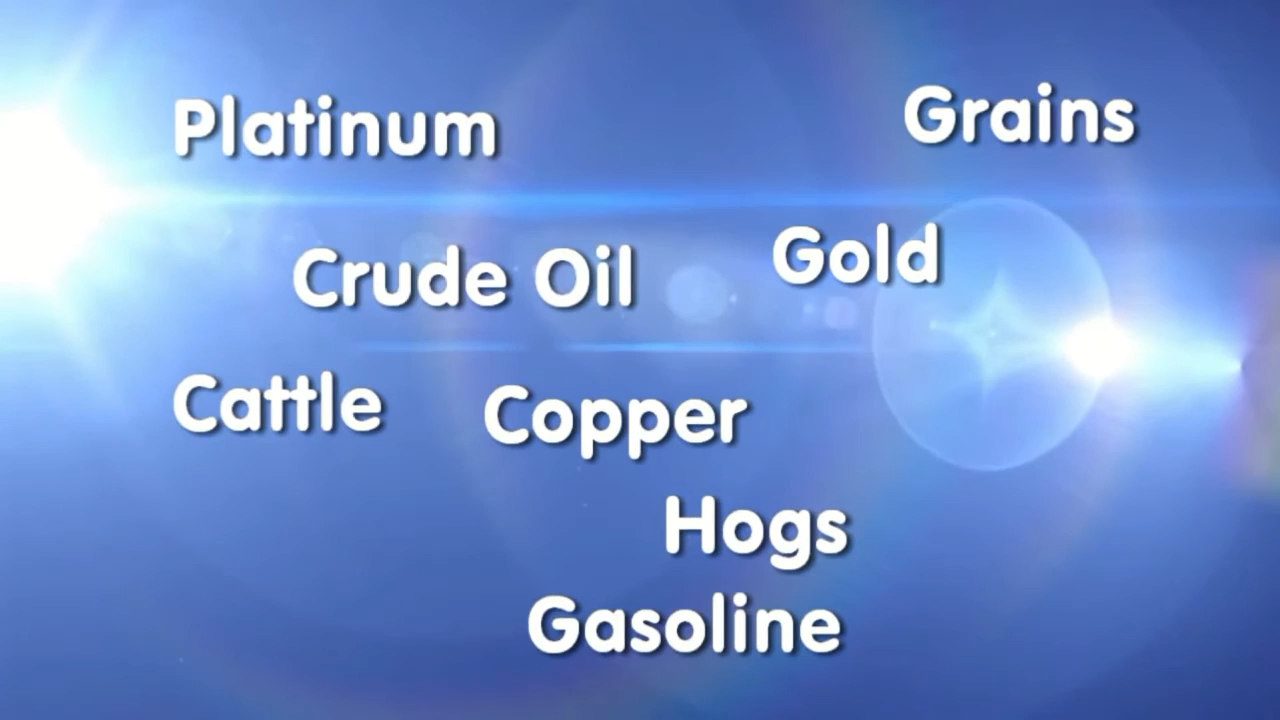 Platinum
Grains
Crude Oil
Gold
Cattle
Copper
Hogs
Gasoline